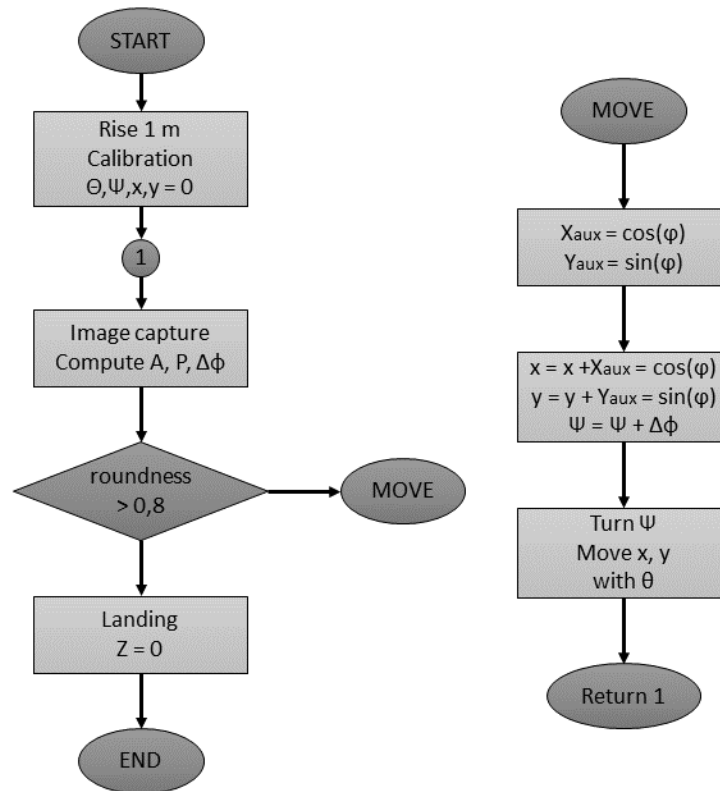 START
Rise 1 m
Calibration
Θ,Ψ,x,y = 0
1
Image capture
Compute A, P, Δϕ
roundness
> 0,8
MOVE
Landing
Z = 0
END
MOVE
Xaux = cos(φ)
Yaux = sin(φ)
x = x +Xaux = cos(φ)
y = y + Yaux = sin(φ)
Ψ = Ψ + Δϕ
Turn Ψ
Move x, y
with θ
Return 1